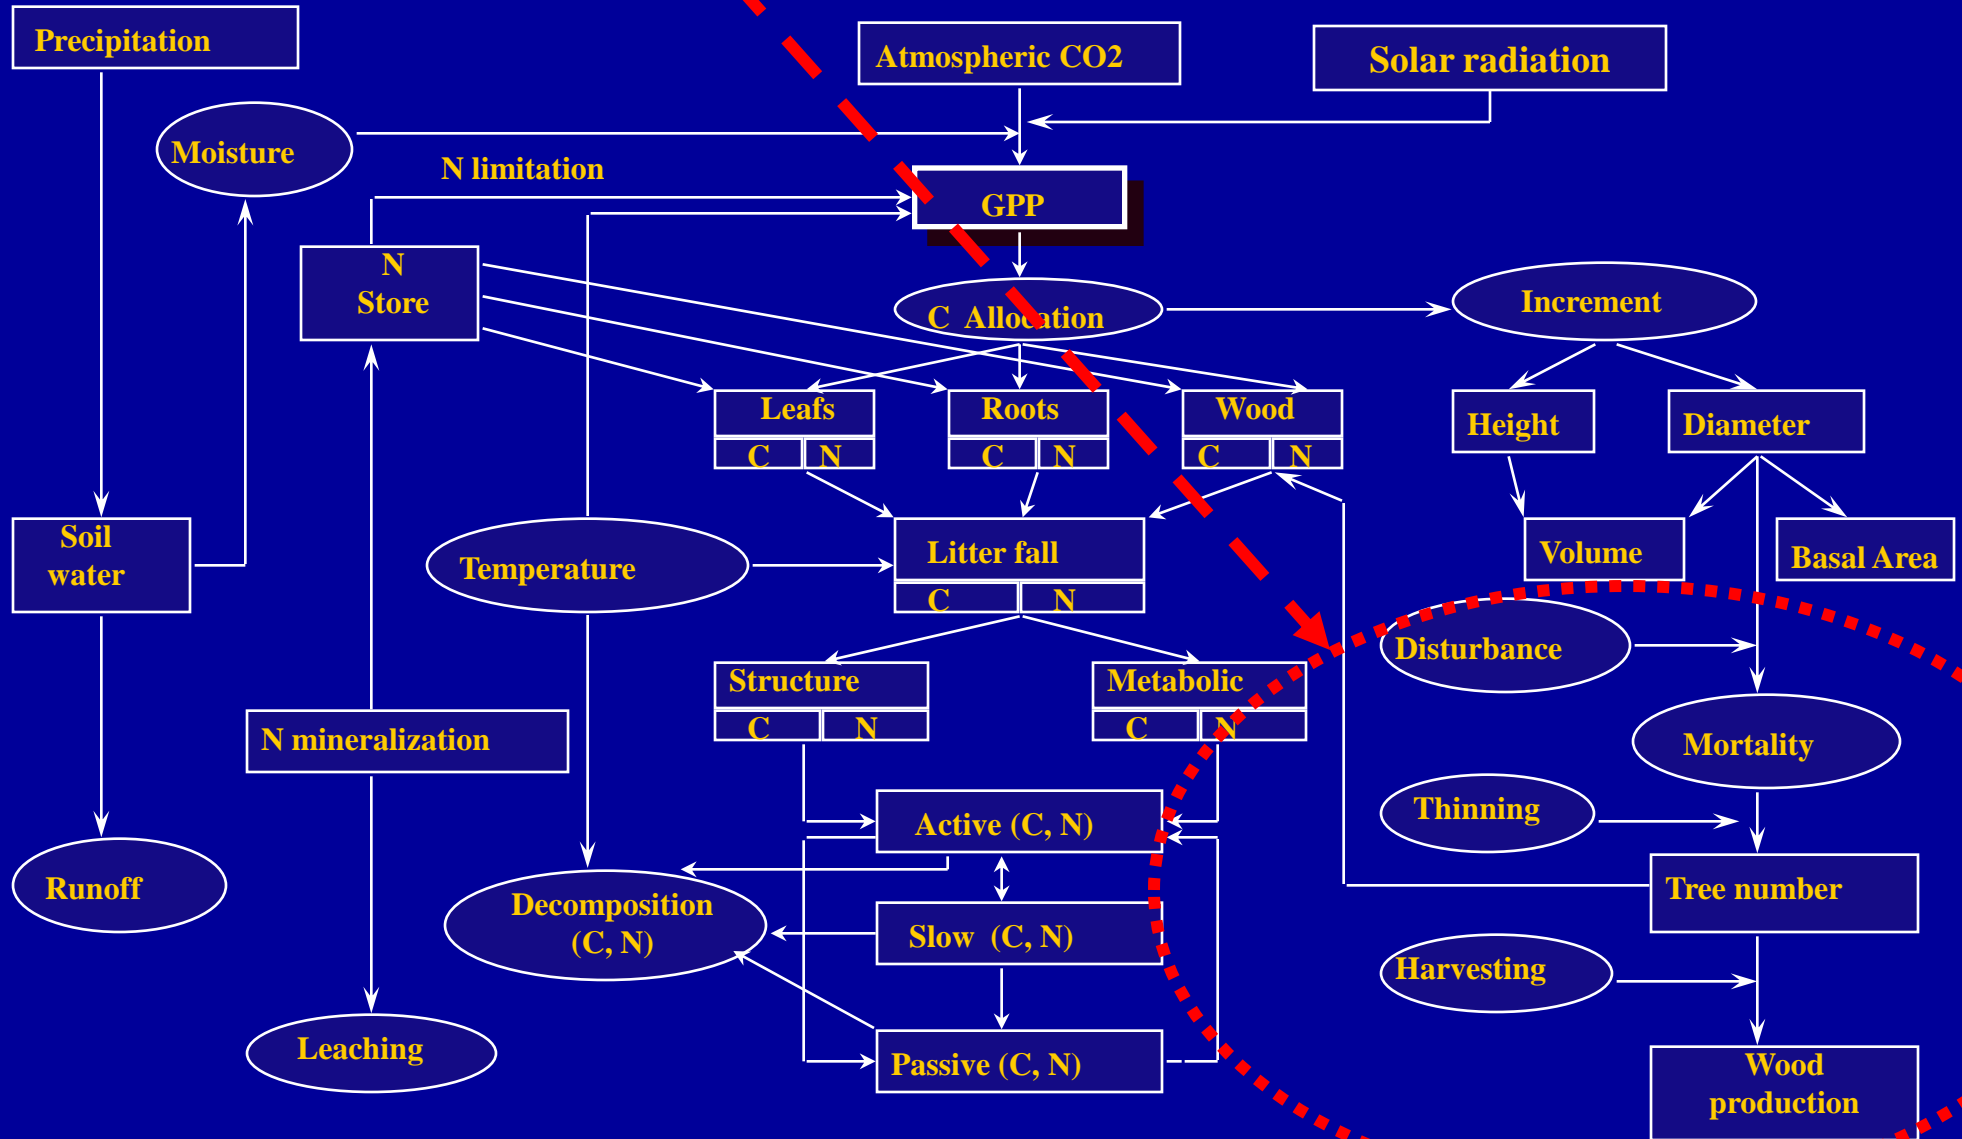 Precipitation
Atmospheric CO2
Solar radiation
Moisture
N limitation
GPP
N
Store
C Allocation
Increment
Leafs
C N
Roots
C N
Wood
C N
Height
Diameter
Soil
water
Temperature
Litter fall
C N
Volume
Basal Area
Disturbance
Structure
C N
Metabolic
C N
N mineralization
Mortality
Thinning
Active (C, N)
Runoff
Decomposition
(C, N)
Slow (C, N)
Tree number
Harvesting
Leaching
Passive (C, N)
Wood
production